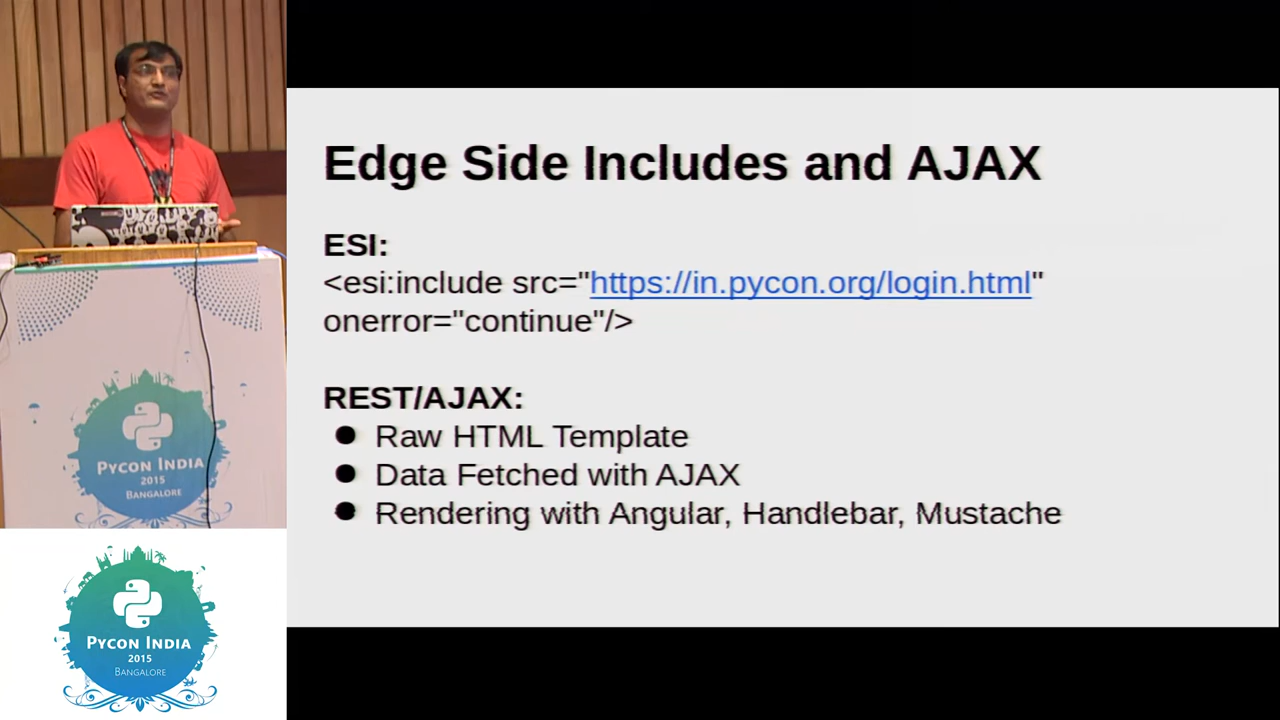 Edge Side Includes and AJAX
ESI:
<esi:include src="https://in.pycon.org/login.html"
onerror="continue"/>
REST/AJAX:
● Raw HTML Template
● Data Fetched with AJAX
● Rendering with Angular, Handlebar, Mustache
PYCON INDIA
2015
BANGALORE
PYCON INDIA
2015
BANGALORE